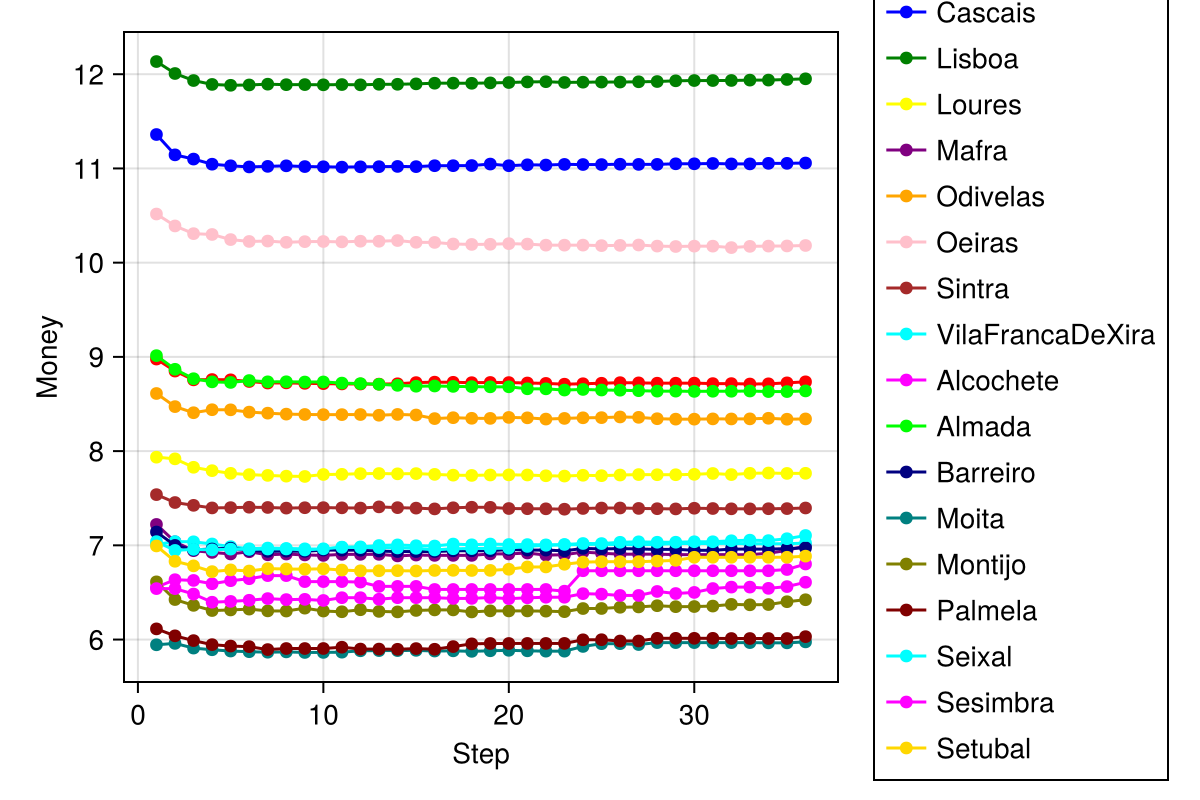 Cascais
Lisboa
Loures
Mafra
Odivelas
Oeiras
Sintra
VilaFrancaDeXira
Alcochete
Almada
Barreiro
Moita
Montijo
Palmela
Seixal
Sesimbra
Setubal
12
11
10
9
8
7
6
Money
0 10 20 30
Step